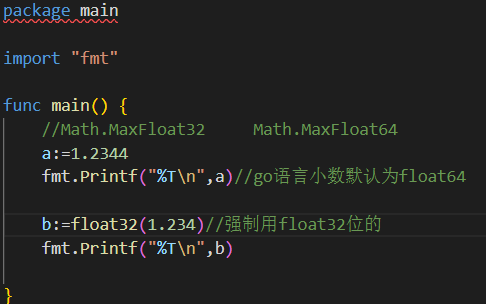 package main
import "fmt"
func main() {
//Math.MaxFloat32     Math.MaxFloat64
a:=1.2344
fmt.Printf("%T\n",a)//go语言小数默认为float64
b:=float32(1.234)//强制用float32位的
fmt.Printf("%T\n",b)
}